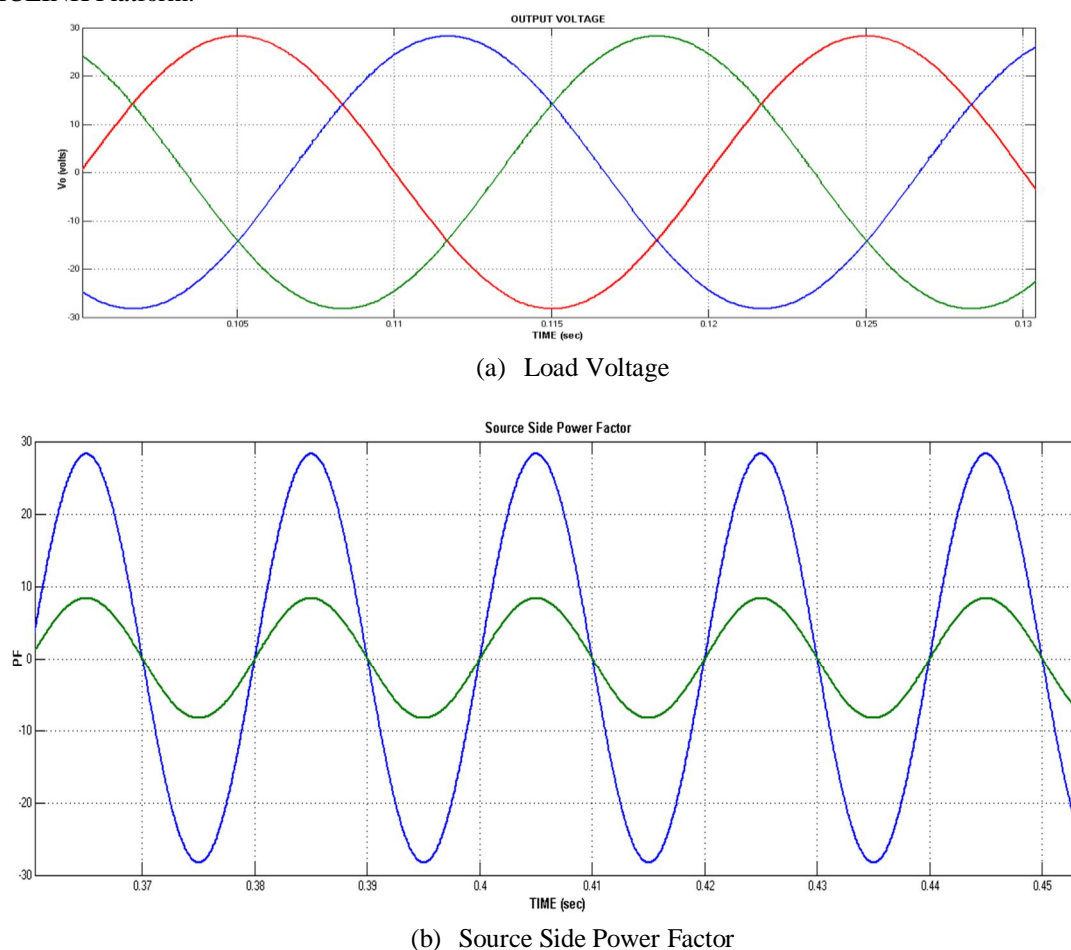 OUTPUT VOLTAGE
30
20
10
0
-10
-20
-30
Vo (volts)
0.105 0.11 0.115 0.12 0.125 0.13
TIME (sec)
(a) Load Voltage
Source Side Power Factor
30
20
10
0
-10
-20
-30
PF
0.37 0.38 0.39 0.4 0.41 0.42 0.43 0.44 0.45
TIME (sec)
(b) Source Side Power Factor